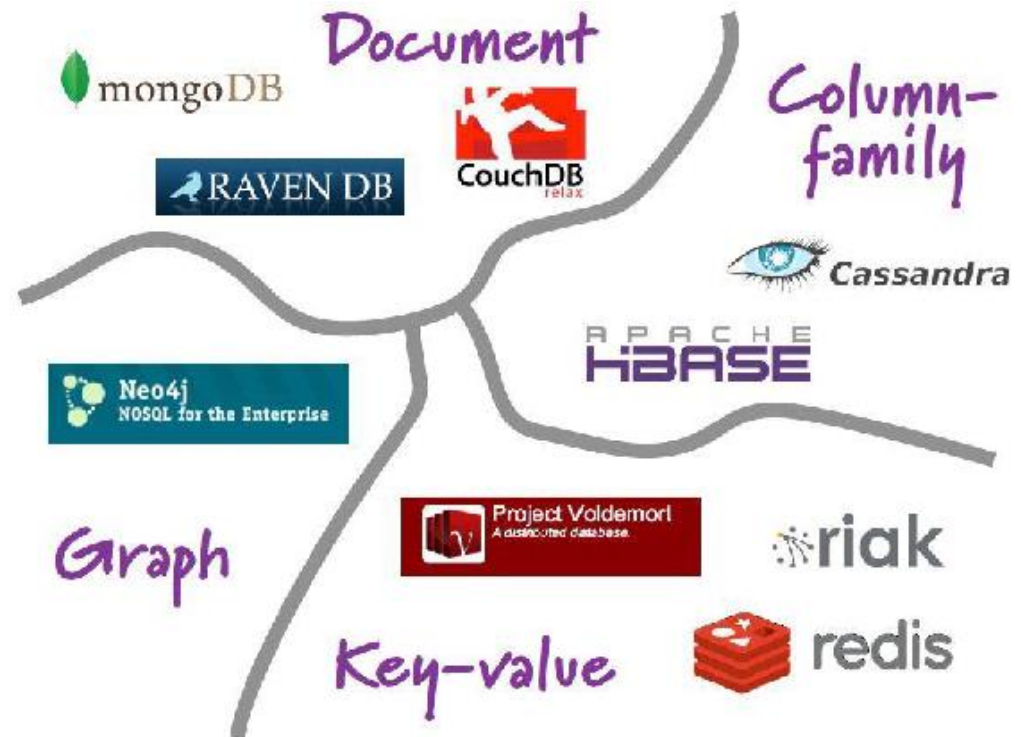 Document
mongoDB
RAVEN DB
CouchDB
relax
Column-
family
Cassandra
APACHE
HBASE
Neo4j
NOSQL for the Enterprise
Graph
Project Voldemort
A distributed database.
riak
redis
Key-value